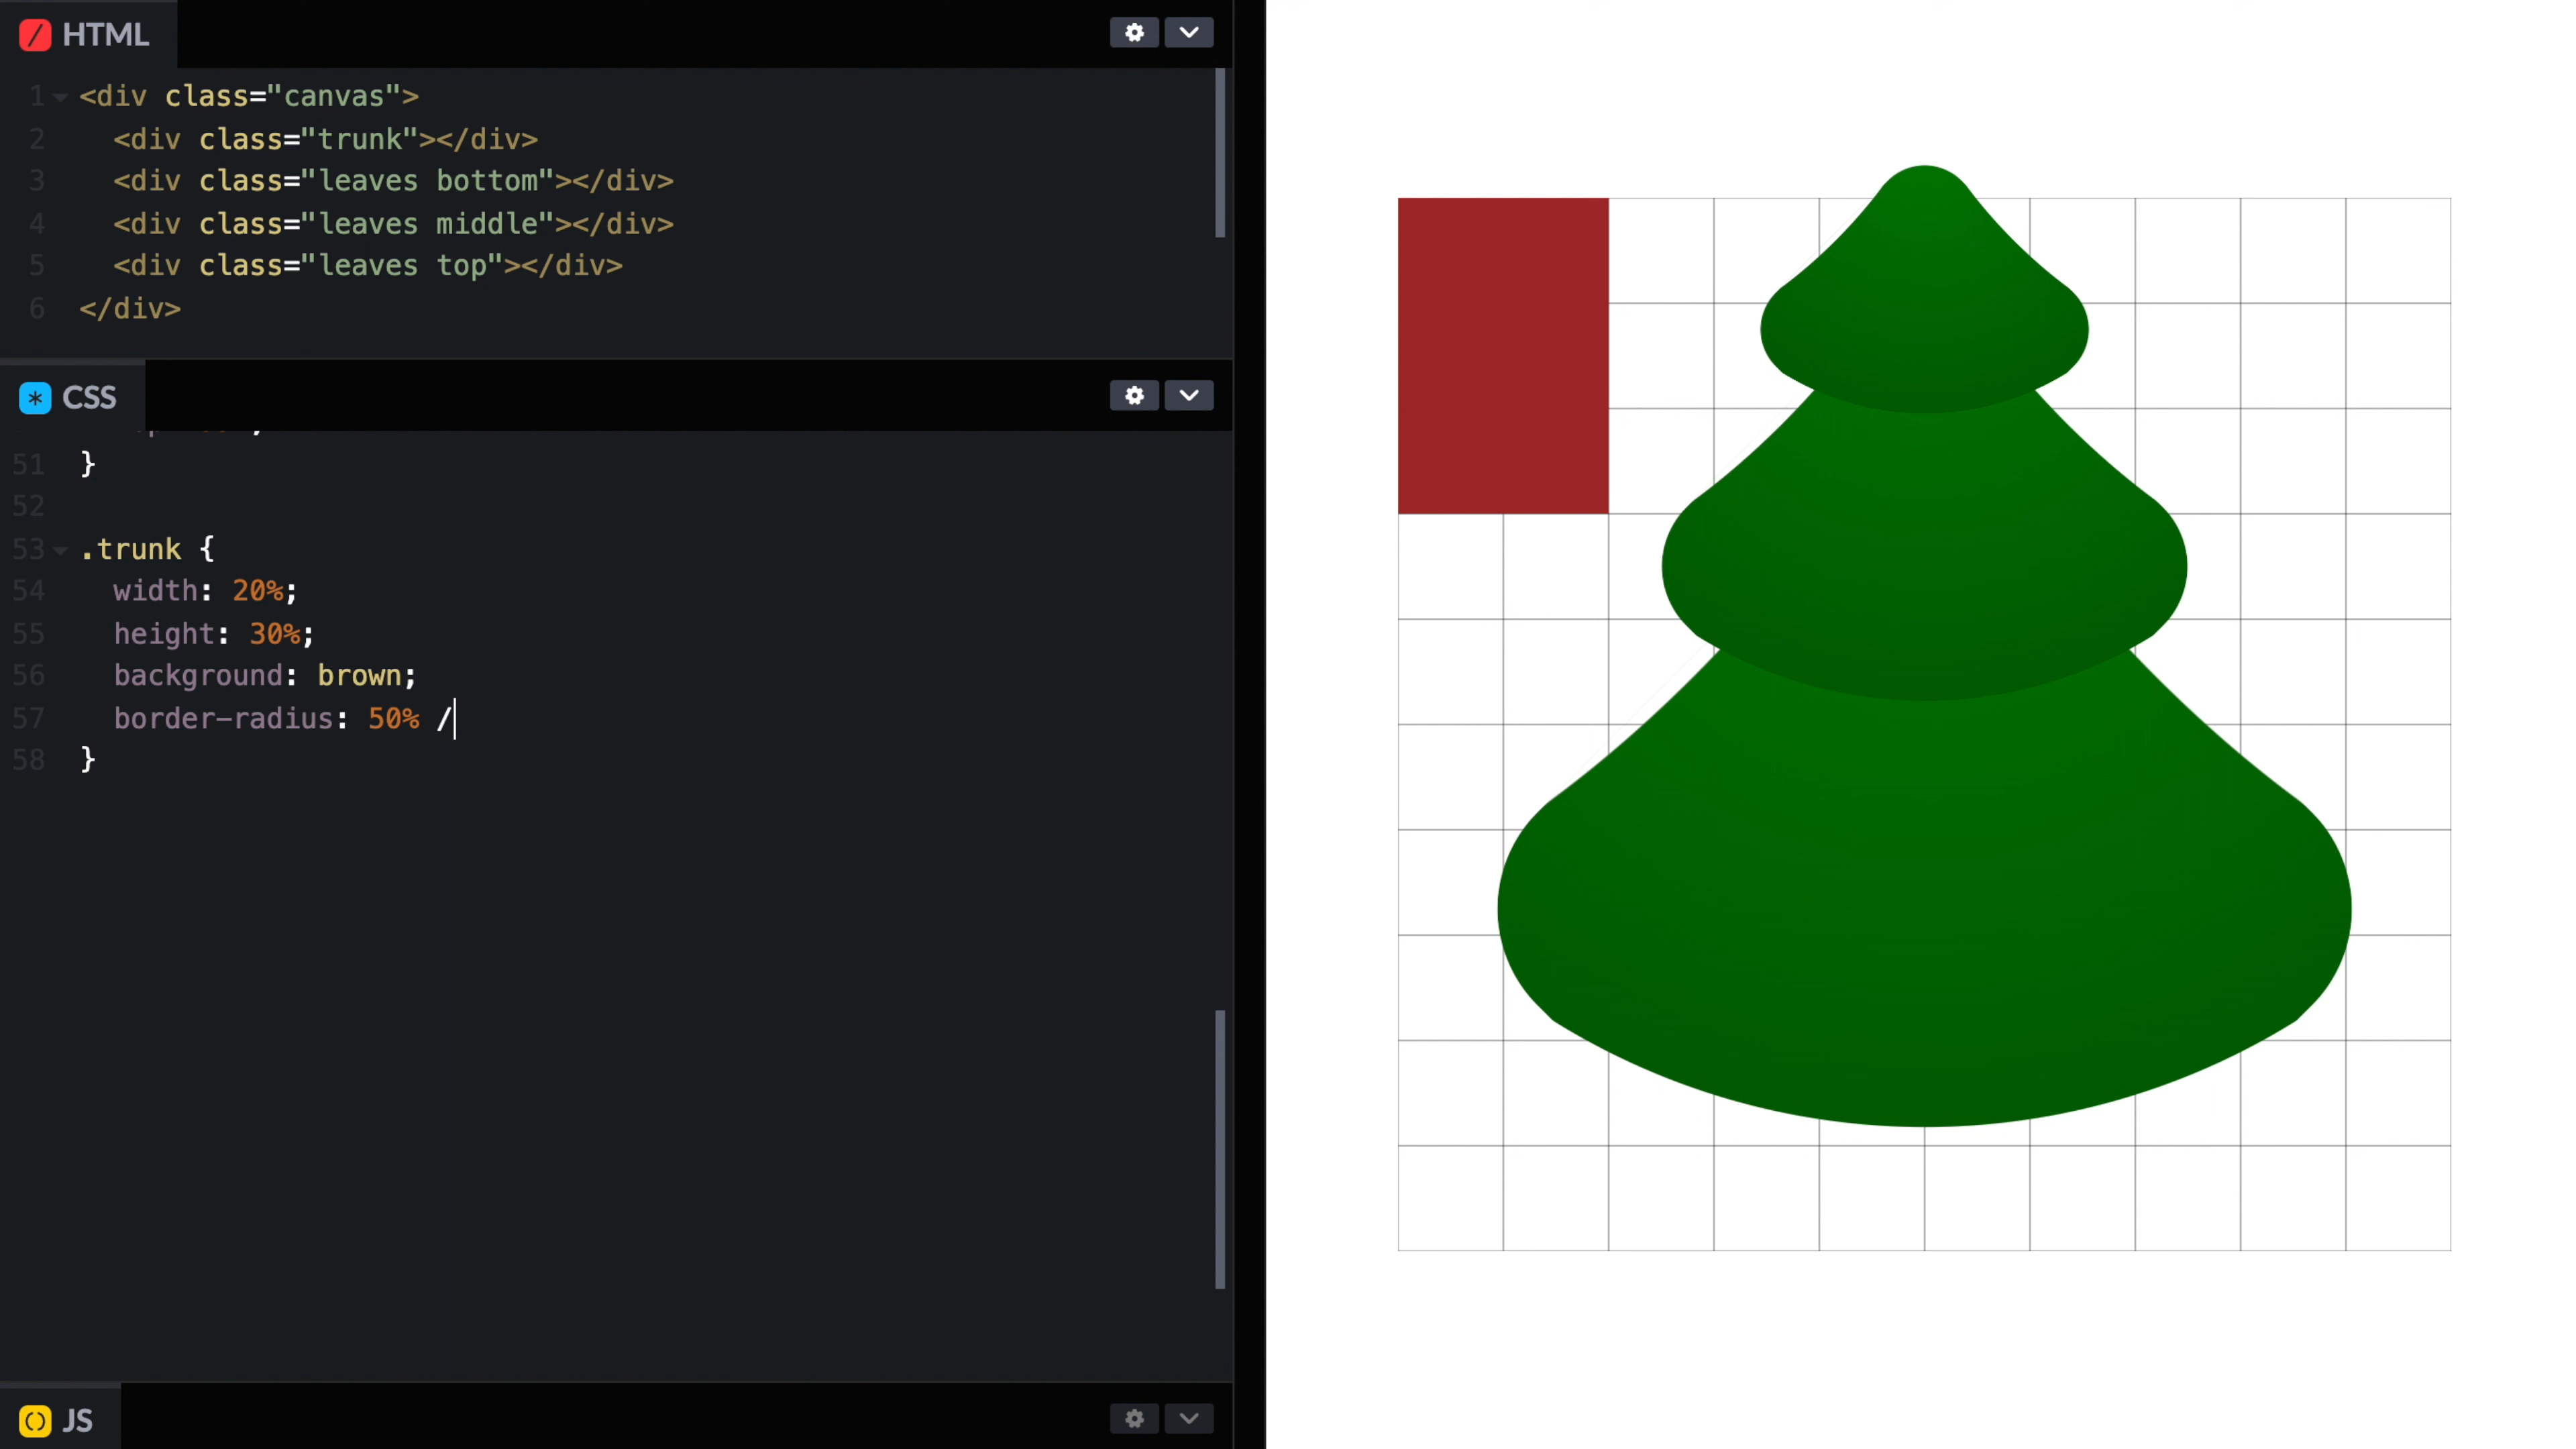 HTML
1 <div class="canvas">
2 <div class="trunk"></div>
3 <div class="leaves bottom"></div>
4 <div class="leaves middle"></div>
5 <div class="leaves top"></div>
6 </div>
CSS
51 }
52
53 .trunk {
54 width: 20%;
55 height: 30%;
56 background: brown;
57 border-radius: 50% /
58 }
JS